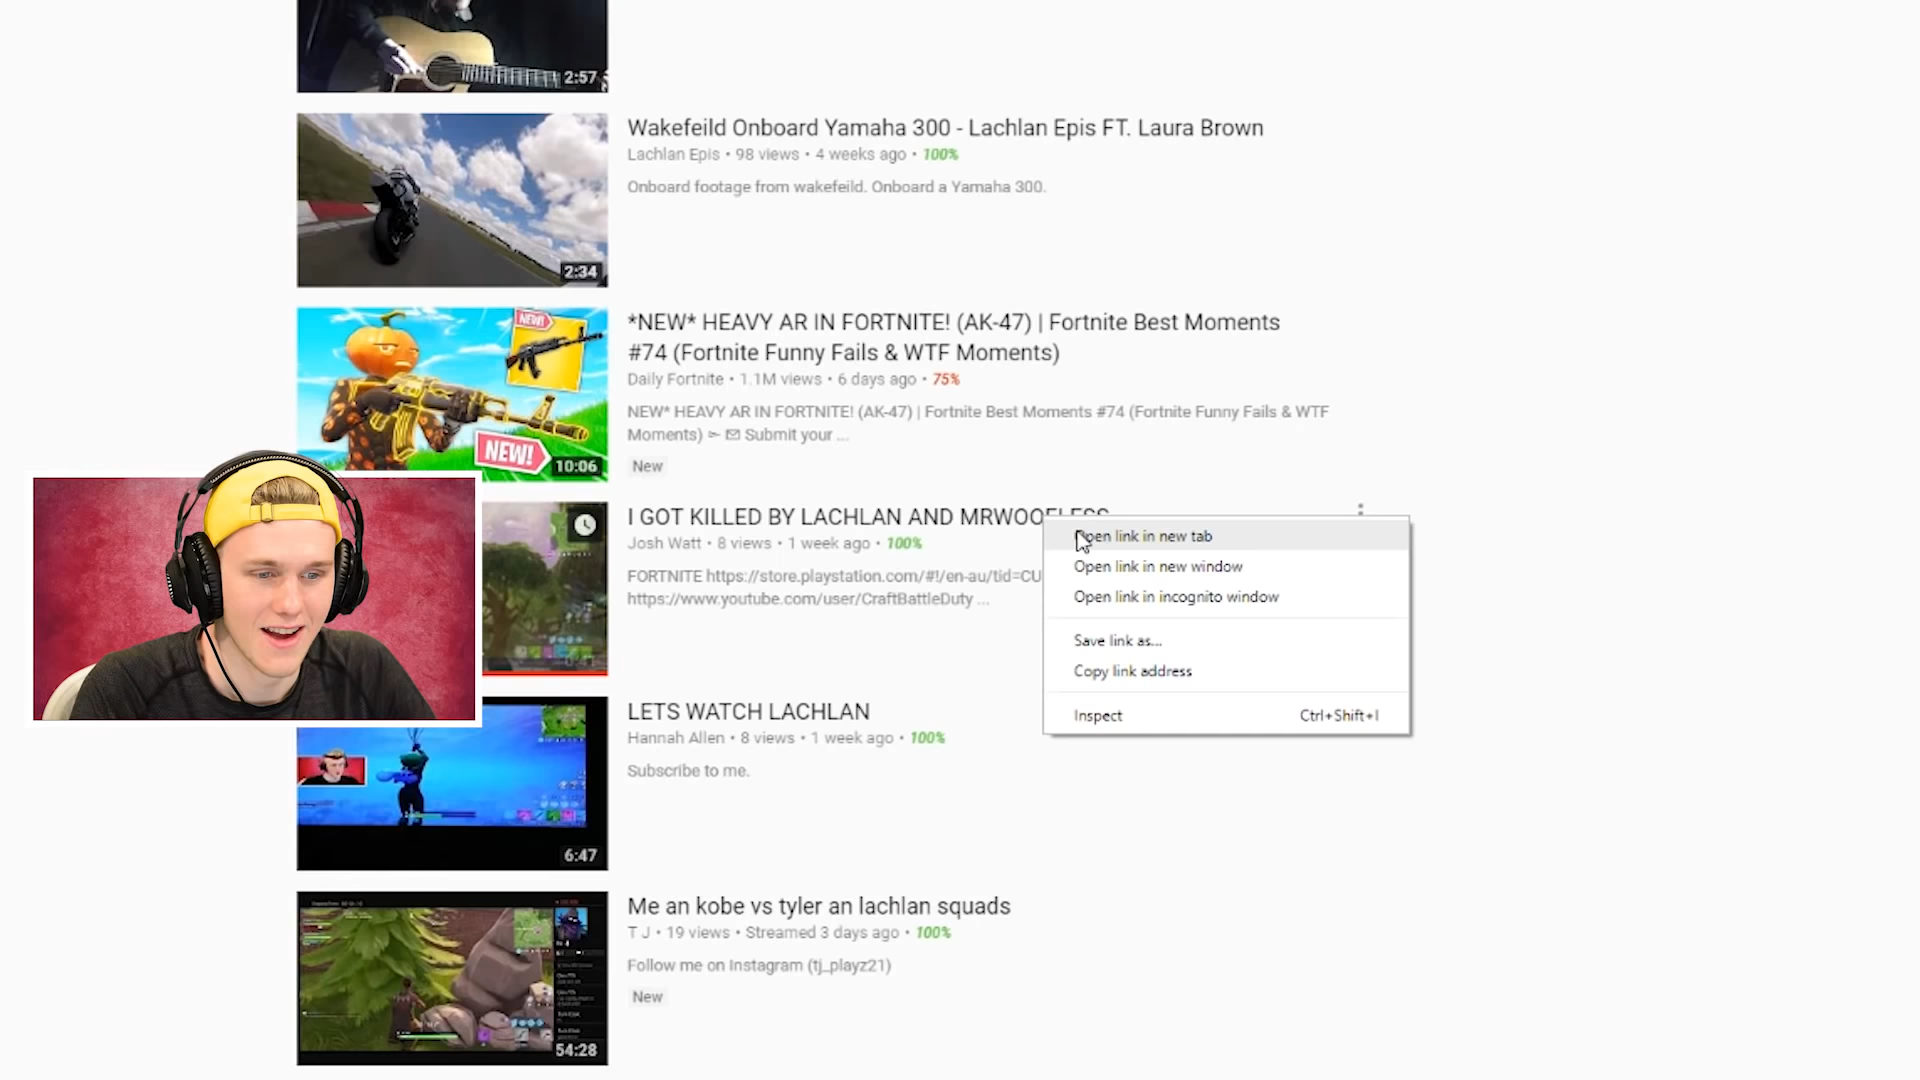 2:57
Wakefeild Onboard Yamaha 300 - Lachlan Epis FT. Laura Brown
Lachlan Epis • 98 views • 4 weeks ago • 100%
Onboard footage from wakefeild. Onboard a Yamaha 300.
2:34
NEW!
NEW!
10:06
*NEW* HEAVY AR IN FORTNITE! (AK-47) | Fortnite Best Moments
#74 (Fortnite Funny Fails & WTF Moments)
Daily Fortnite • 1.1M views • 6 days ago • 75%
NEW* HEAVY AR IN FORTNITE! (AK-47) | Fortnite Best Moments #74 (Fortnite Funny Fails & WTF
Moments) ➣ ✉ Submit your ...
New
I GOT KILLED BY LACHLAN AND MRWOOFLESS
Josh Watt • 8 views • 1 week ago • 100%
FORTNITE https://store.playstation.com/#!/en-au/tid=CU
https://www.youtube.com/user/CraftBattleDuty ...
Open link in new tab
Open link in new window
Open link in incognito window
Save link as...
Copy link address
Inspect Ctrl+Shift+I
LETS WATCH LACHLAN
Hannah Allen • 8 views • 1 week ago • 100%
Subscribe to me.
6:47
Me an kobe vs tyler an lachlan squads
T J • 19 views • Streamed 3 days ago • 100%
Follow me on Instagram (tj_playz21)
New
54:28